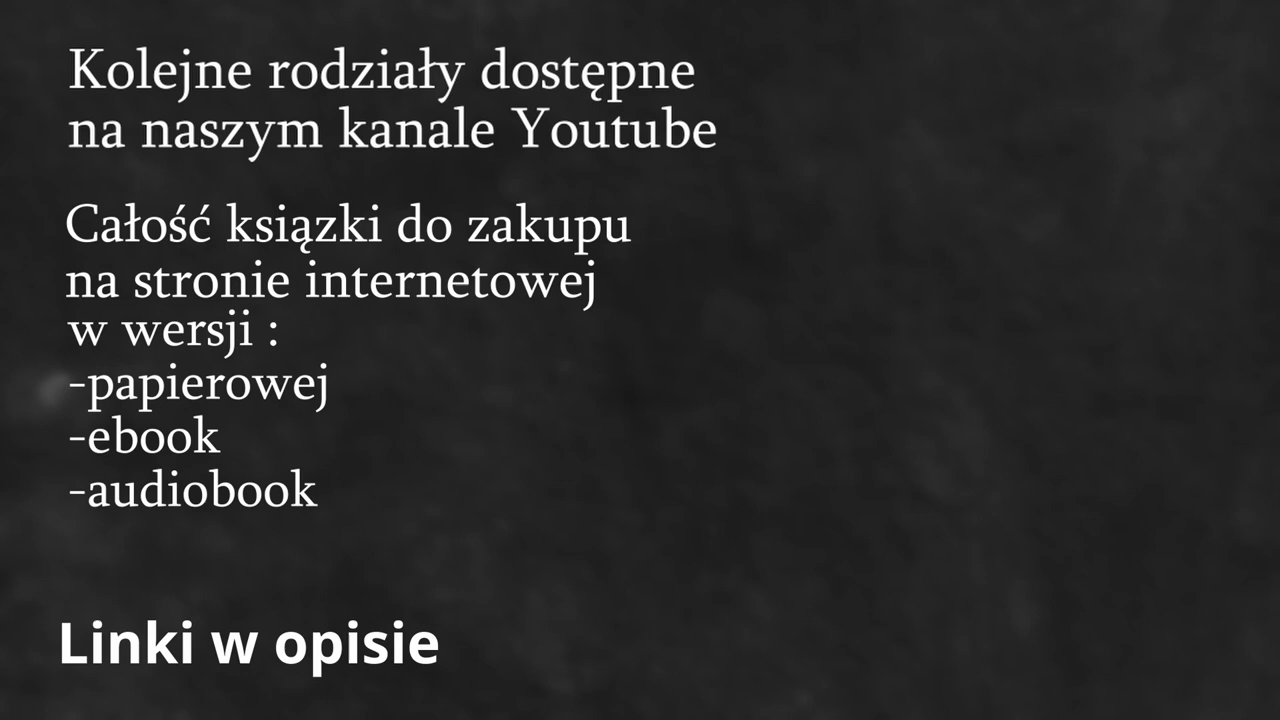 Kolejne rodziały dostępne
na naszym kanale Youtube
Całość książki do zakupu
na stronie internetowej
w wersji :
-papierowej
-ebook
-audiobook
Linki w opisie